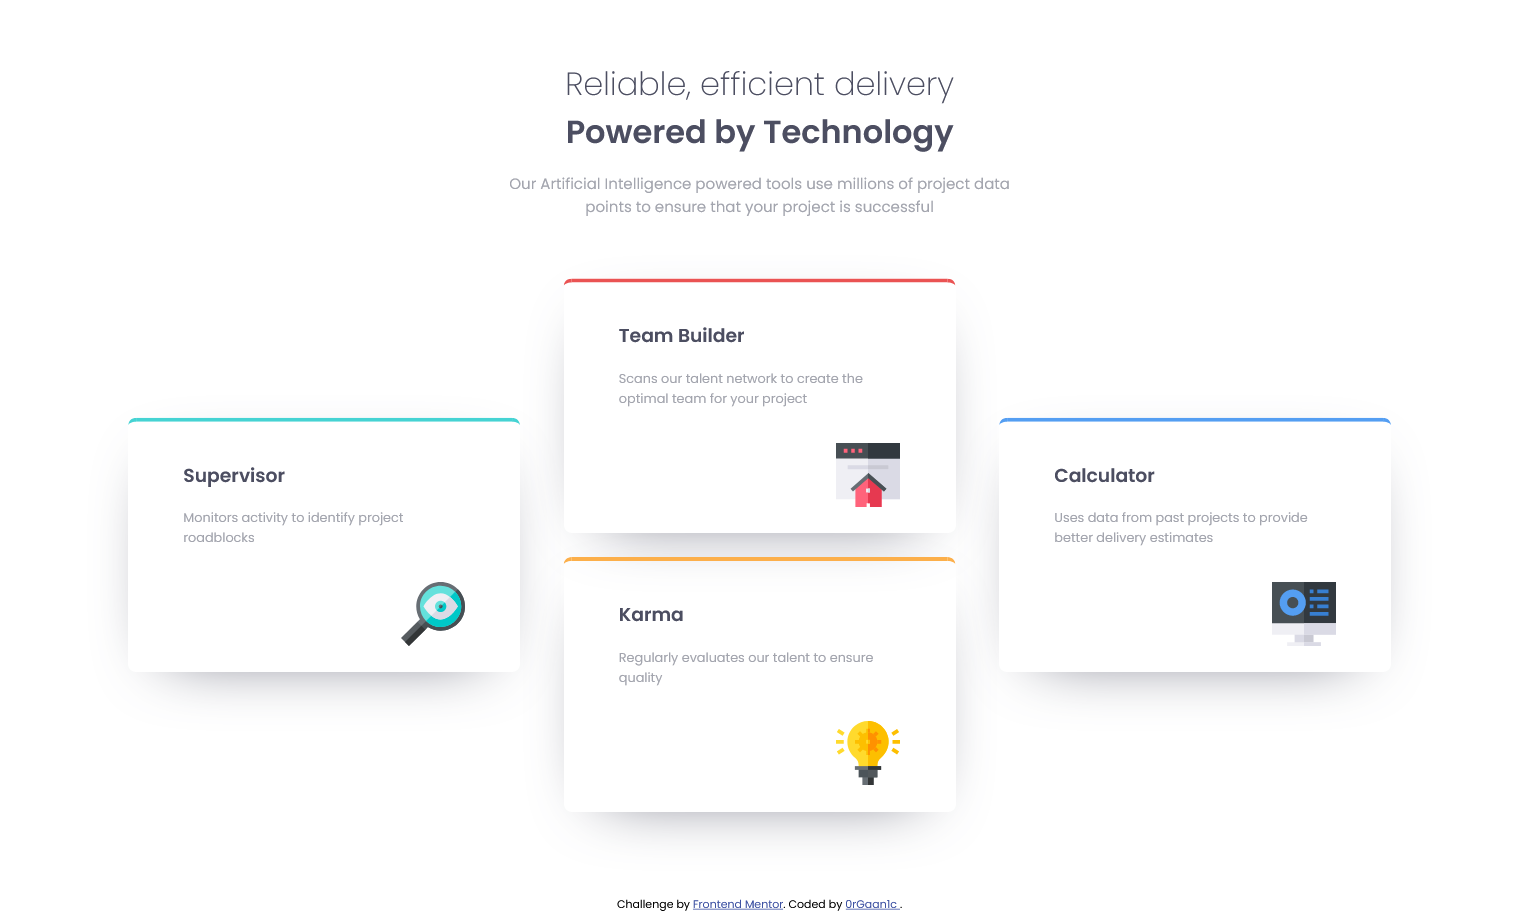 Reliable, efficient delivery
Powered by Technology
Our Artificial Intelligence powered tools use millions of project data
points to ensure that your project is successful
Supervisor
Monitors activity to identify project
roadblocks
Team Builder
Scans our talent network to create the
optimal team for your project
Karma
Regularly evaluates our talent to ensure
quality
Calculator
Uses data from past projects to provide
better delivery estimates
Challenge by Frontend Mentor. Coded by 0rGaan1c .